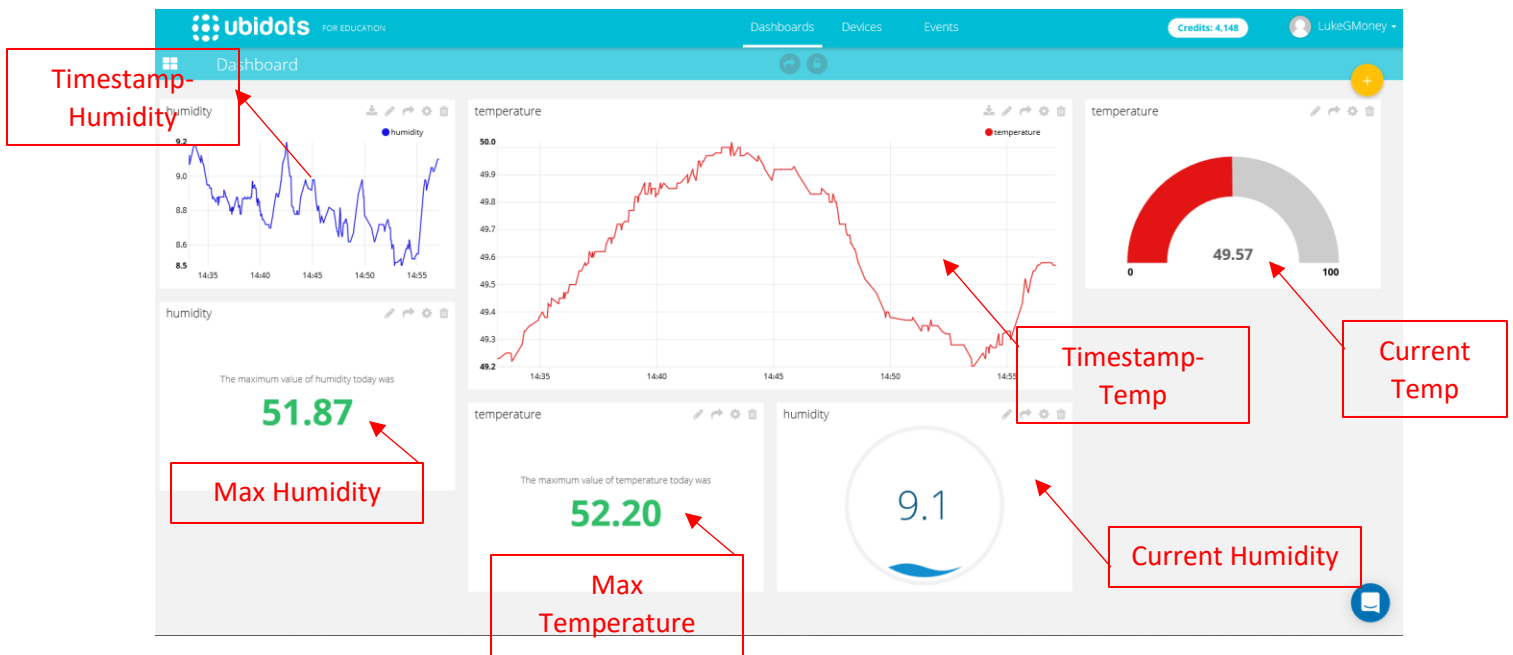 ubidots FOR EDUCATION
Dashboards Devices Events
Credits: 4,148
LukeGMoney
Dashboard
+
Timestamp-
Humidity
humidity
humidity
9.2
9.0
8.8
8.6
8.5
14:35 14:40 14:45 14:50 14:55
temperature
temperature
50.0
49.9
49.8
49.7
49.6
49.5
49.4
49.3
49.2
14:35 14:40 14:45 14:50 14:55
Timestamp-
Temp
temperature
49.57
0 100
Current
Temp
humidity
The maximum value of humidity today was
51.87
Max Humidity
temperature
The maximum value of temperature today was
52.20
Max
Temperature
humidity
9.1
Current Humidity